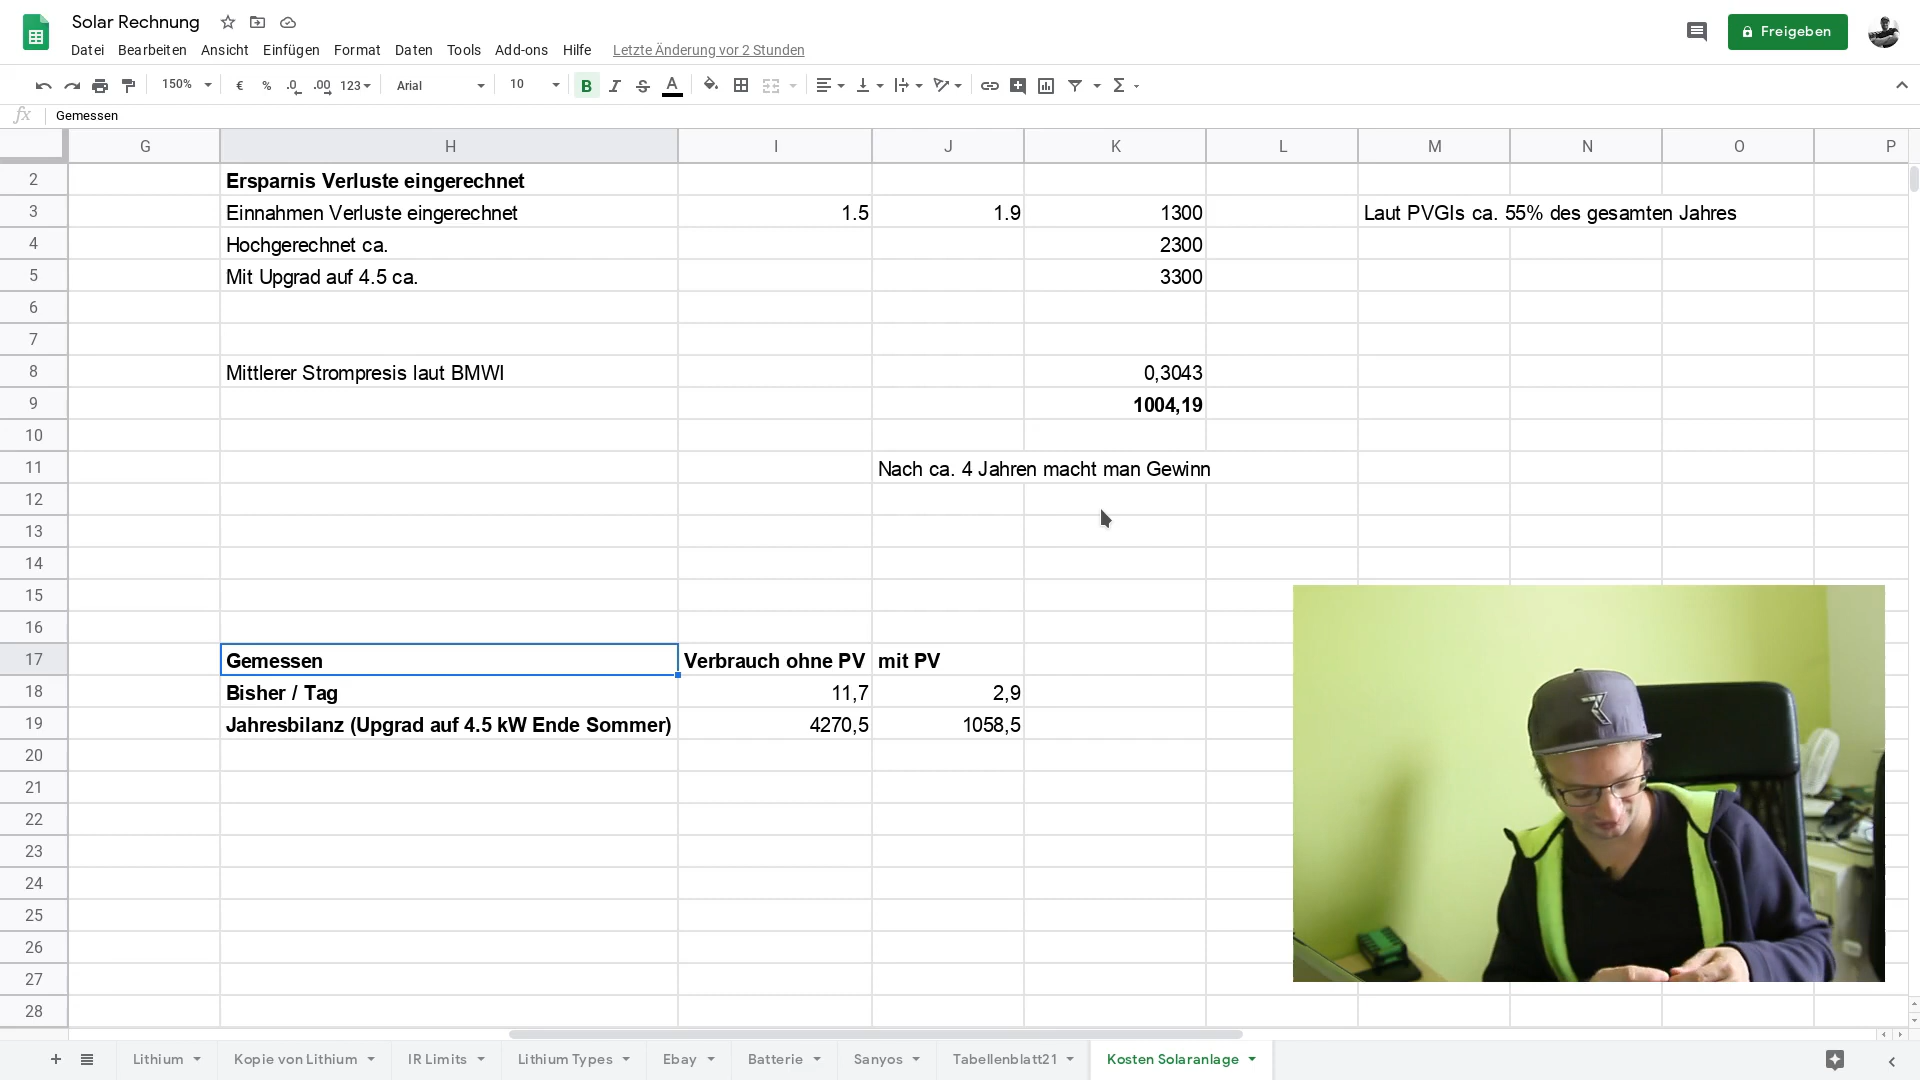 Solar Rechnung
Datei Bearbeiten Ansicht Einfügen Format Daten Tools Add-ons Hilfe Letzte Änderung vor 2 Stunden
Freigeben
150% € % .0 .00 123 Arial 10 B I S A Σ
fx Gemessen
G H I J K L M N O P
2 Ersparnis Verluste eingerechnet
3 Einnahmen Verluste eingerechnet 1.5 1.9 1300 Laut PVGIs ca. 55% des gesamten Jahres
4 Hochgerechnet ca. 2300
5 Mit Upgrad auf 4.5 ca. 3300
6
7
8 Mittlerer Strompresis laut BMWI 0,3043
9 1004,19
10
11 Nach ca. 4 Jahren macht man Gewinn
12
13
14
15
16
17 Gemessen Verbrauch ohne PV mit PV
18 Bisher / Tag 11,7 2,9
19 Jahresbilanz (Upgrad auf 4.5 kW Ende Sommer) 4270,5 1058,5
20
21
22
23
24
25
26
27
28
+ Lithium Kopie von Lithium IR Limits Lithium Types Ebay Batterie Sanyos Tabellenblatt21 Kosten Solaranlage